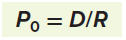 P₀ = D/R